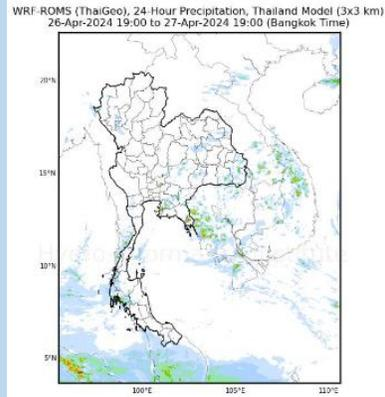 WRF-ROMS (ThaiGeo), 24-Hour Precipitation, Thailand Model (3x3 km)
26-Apr-2024 19:00 to 27-Apr-2024 19:00 (Bangkok Time)
20°N
15°N
10°N
5°N
100°E
105°E
110°E